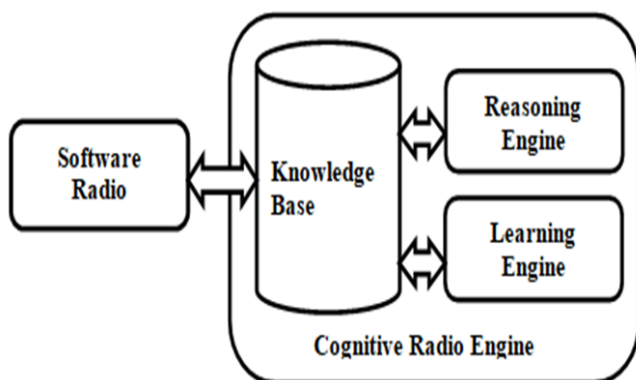 Software
Radio
Knowledge
Base
Reasoning
Engine
Learning
Engine
Cognitive Radio Engine